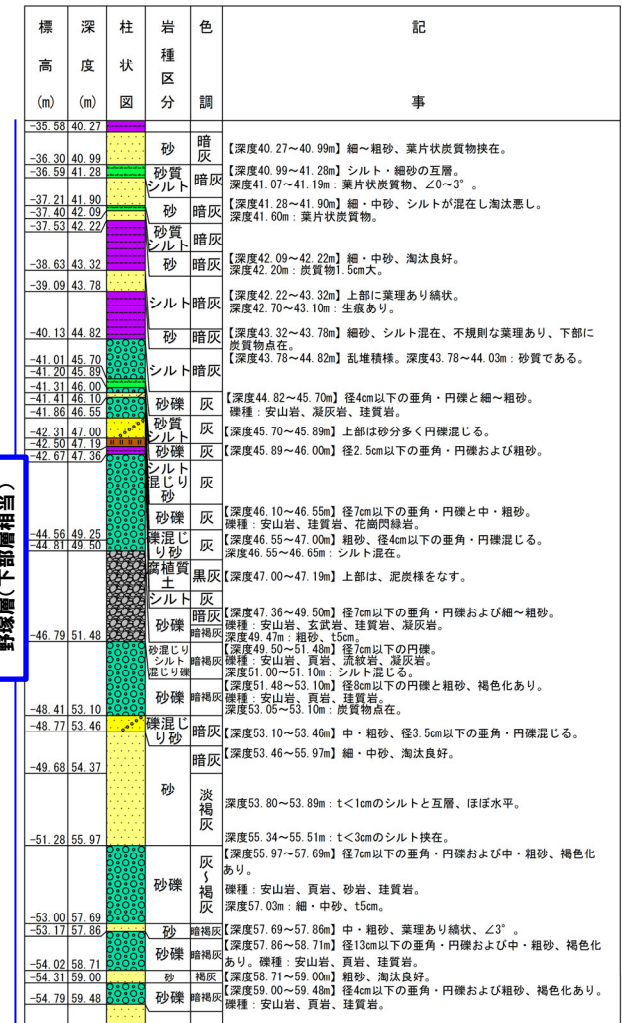 標高(m) 深度(m) 柱状図 岩種区分 色調 記事
野塚層(下部層相当)
-35.58 40.27
-36.30 40.99 砂 暗灰 【深度40.27～40.99m】細～粗砂、葉片状炭質物挟在。
-36.59 41.28 砂質シルト 暗灰 【深度40.99～41.28m】シルト・細砂の互層。
深度41.07～41.19m：葉片状炭質物、∠0～3°。
-37.21 41.90 砂 暗灰 【深度41.28～41.90m】細・中砂、シルトが混在し淘汰悪し。
深度41.60m：葉片状炭質物。
-37.40 42.09 砂質シルト 暗灰
-37.53 42.22 砂 暗灰 【深度42.09～42.22m】細・中砂、淘汰良好。
深度42.20m：炭質物1.5cm大。
-38.63 43.32 シルト 暗灰 【深度42.22～43.32m】上部に葉理あり縞状。
深度42.70～43.10m：生痕あり。
-39.09 43.78 砂 暗灰 【深度43.32～43.78m】細砂、シルト混在、不規則な葉理あり、下部に
炭質物点在。
-40.13 44.82 シルト 暗灰 【深度43.78～44.82m】乱堆積様。深度43.78～44.03m：砂質である。
-41.01 45.70 砂礫 灰 【深度44.82～45.70m】径4cm以下の亜角・円礫と細～粗砂。
礫種：安山岩、凝灰岩、珪質岩。
-41.20 45.89 砂質シルト 灰 【深度45.70～45.89m】上部は砂分多く円礫混じる。
-41.31 46.00 砂礫 灰 【深度45.89～46.00m】径2.5cm以下の亜角・円礫および粗砂。
-41.41 46.10 シルト混じり砂 灰
-41.86 46.55 砂礫 灰 【深度46.10～46.55m】径7cm以下の亜角・円礫と中・粗砂。
礫種：安山岩、珪質岩、花崗閃緑岩。
-42.31 47.00 礫混じり砂 灰 【深度46.55～47.00m】粗砂、径4cm以下の亜角・円礫混じる。
深度46.55～46.65m：シルト混在。
-42.50 47.19 腐植質土 黒灰 【深度47.00～47.19m】上部は、泥炭様をなす。
-42.67 47.36 シルト 灰
-44.56 49.25 砂礫 暗灰 【深度47.36～49.50m】径7cm以下の亜角・円礫および細～粗砂。
礫種：安山岩、玄武岩、珪質岩、凝灰岩。
-44.81 49.50 暗褐灰 深度49.47m：粗砂、t5cm。
-46.79 51.48 砂混じりシルト混じり礫 暗褐灰 【深度49.50～51.48m】径7cm以下の円礫。
礫種：安山岩、頁岩、流紋岩、凝灰岩。
深度51.00～51.10m：シルト混じる。
-48.41 53.10 砂礫 暗褐灰 【深度51.48～53.10m】径8cm以下の円礫と粗砂、褐色化あり。
礫種：安山岩、頁岩、珪質岩。
深度53.05～53.10m：炭質物点在。
-48.77 53.46 礫混じり砂 暗灰 【深度53.10～53.46m】中・粗砂、径3.5cm以下の亜角・円礫混じる。
-49.68 54.37 砂 暗灰 【深度53.46～55.97m】細・中砂、淘汰良好。
淡褐灰 深度53.80～53.89m：t<1cmのシルトと互層、ほぼ水平。
-51.28 55.97 深度55.34～55.51m：t<3cmのシルト挟在。
-53.00 57.69 砂礫 灰～褐灰 【深度55.97～57.69m】径7cm以下の亜角・円礫および中・粗砂、褐色化
あり。
礫種：安山岩、頁岩、砂岩、珪質岩。
深度57.03m：細・中砂、t5cm。
-53.17 57.86 砂 暗褐灰 【深度57.69～57.86m】中・粗砂、葉理あり縞状、∠3°。
-54.02 58.71 砂礫 暗褐灰 【深度57.86～58.71m】径13cm以下の亜角・円礫および中・粗砂、褐色化
あり。礫種：安山岩、頁岩、珪質岩。
-54.31 59.00 砂 褐灰 【深度58.71～59.00m】粗砂、淘汰良好。
-54.79 59.48 砂礫 暗褐灰 【深度59.00～59.48m】径4cm以下の亜角・円礫および粗砂、褐色化あり。
礫種：安山岩、頁岩、珪質岩。